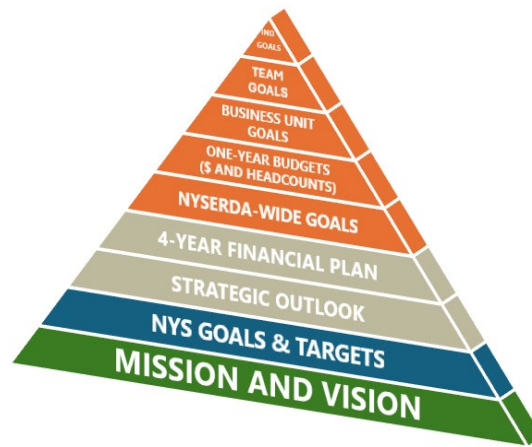 IND
GOALS
TEAM
GOALS
BUSINESS UNIT
GOALS
ONE-YEAR BUDGETS
($ AND HEADCOUNTS)
NYSERDA-WIDE GOALS
4-YEAR FINANCIAL PLAN
STRATEGIC OUTLOOK
NYS GOALS & TARGETS
MISSION AND VISION